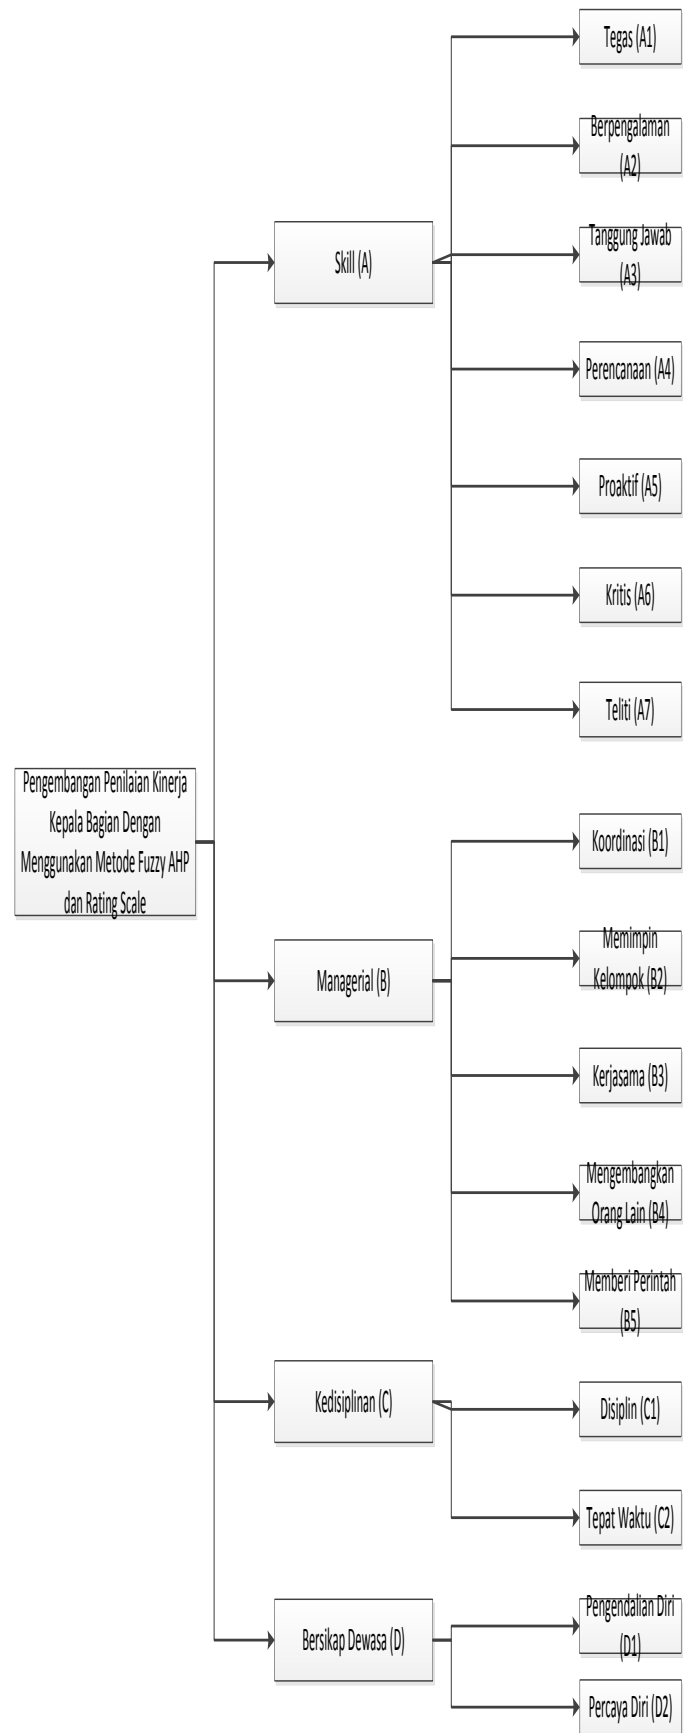 Pengembangan Penilaian Kinerja
Kepala Bagian Dengan
Menggunakan Metode Fuzzy AHP
dan Rating Scale
Skill (A)
Tegas (A1)
Berpengalaman
(A2)
Tanggung Jawab
(A3)
Perencanaan (A4)
Proaktif (A5)
Kritis (A6)
Teliti (A7)
Managerial (B)
Koordinasi (B1)
Memimpin
Kelompok (B2)
Kerjasama (B3)
Mengembangkan
Orang Lain (B4)
Memberi Perintah
(B5)
Kedisiplinan (C)
Disiplin (C1)
Tepat Waktu (C2)
Bersikap Dewasa (D)
Pengendalian Diri
(D1)
Percaya Diri (D2)